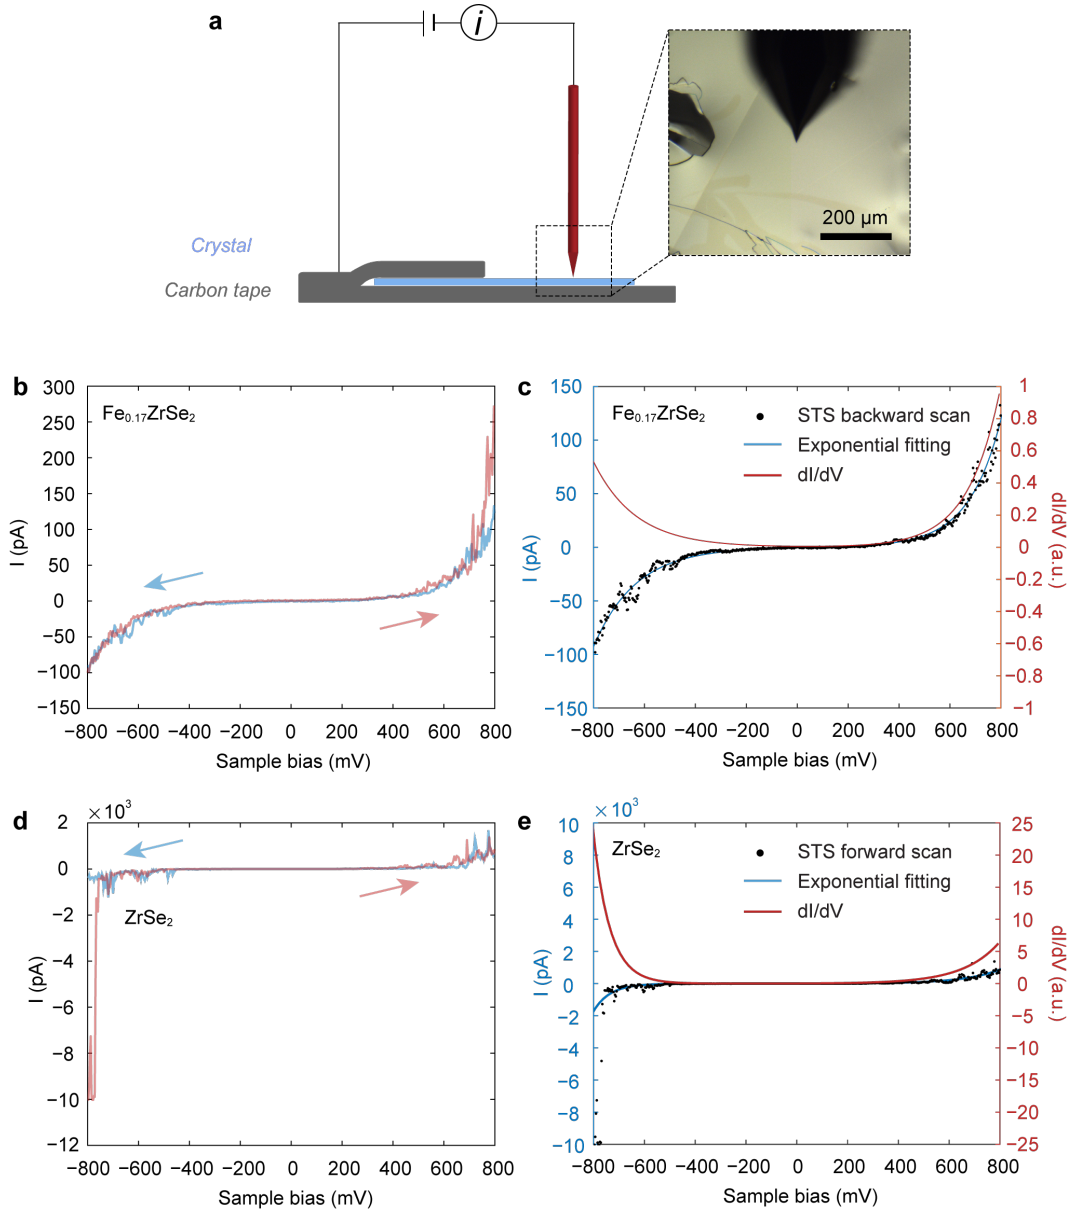 a
i
200 µm
Crystal
Carbon tape
b
300
250
200
150
100
50
0
−50
−100
−150
I (pA)
Fe0.17ZrSe2
−800 −600 −400 −200 0 200 400 600 800
Sample bias (mV)
c
150
100
50
0
−50
−100
−150
I (pA)
Fe0.17ZrSe2
STS backward scan
Exponential fitting
dI/dV
1
0.8
0.6
0.4
0.2
0
−0.2
−0.4
−0.6
−0.8
−1
dI/dV (a.u.)
−800 −600 −400 −200 0 200 400 600 800
Sample bias (mV)
d
×10³
2
0
−2
−4
−6
−8
−10
−12
I (pA)
ZrSe2
−800 −600 −400 −200 0 200 400 600 800
Sample bias (mV)
e
×10³
10
8
6
4
2
0
−2
−4
−6
−8
−10
I (pA)
ZrSe2
STS forward scan
Exponential fitting
dI/dV
25
20
15
10
5
0
−5
−10
−15
−20
−25
dI/dV (a.u.)
−800 −600 −400 −200 0 200 400 600 800
Sample bias (mV)